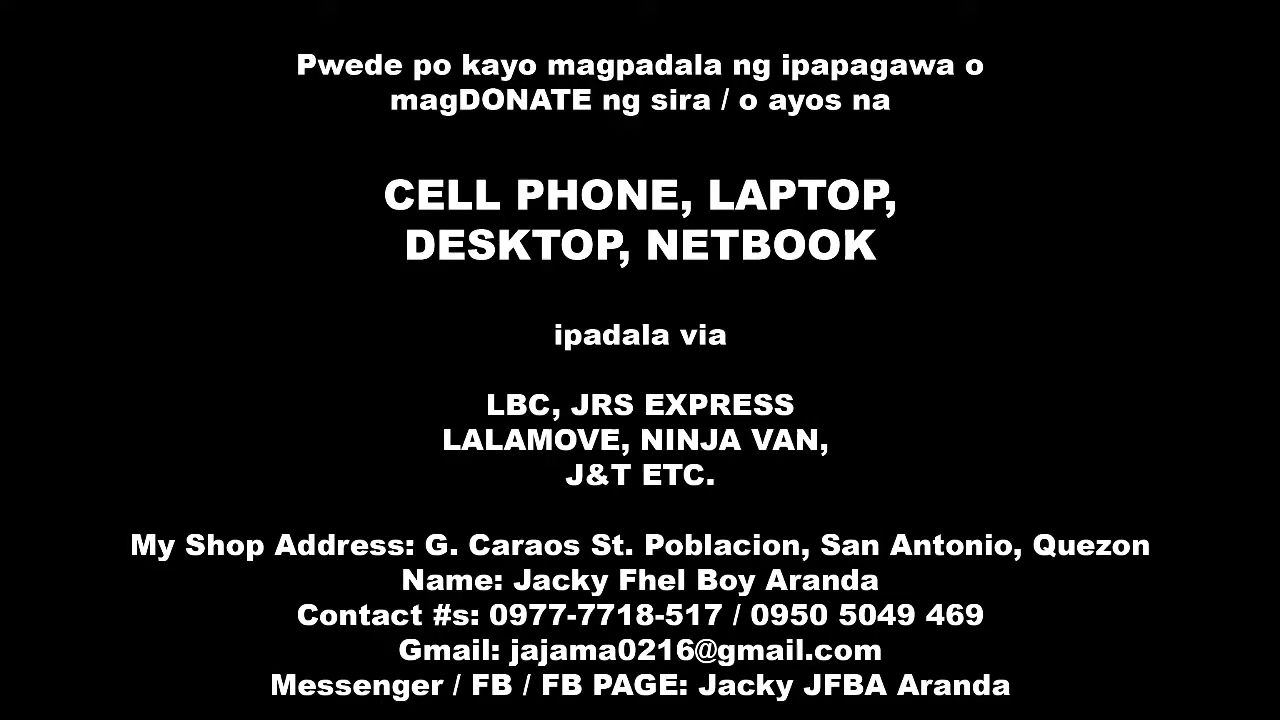 Pwede po kayo magpadala ng ipapagawa o
magDONATE ng sira / o ayos na
CELL PHONE, LAPTOP,
DESKTOP, NETBOOK
ipadala via
LBC, JRS EXPRESS
LALAMOVE, NINJA VAN,
J&T ETC.
My Shop Address: G. Caraos St. Poblacion, San Antonio, Quezon
Name: Jacky Fhel Boy Aranda
Contact #s: 0977-7718-517 / 0950 5049 469
Gmail: jajama0216@gmail.com
Messenger / FB / FB PAGE: Jacky JFBA Aranda